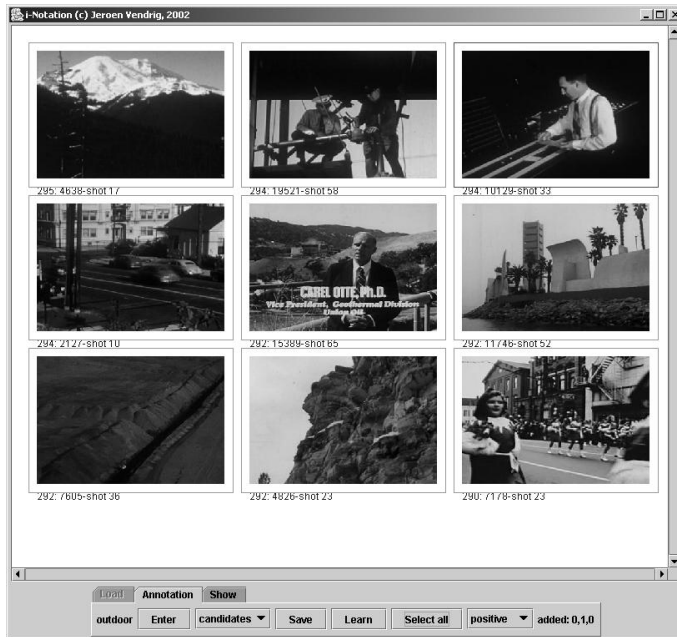 i-Notation (c) Jeroen Vendrig, 2002
295: 4638-shot 17
294: 19521-shot 58
294: 10129-shot 33
CAREL OTTE, Ph.D.
Vice President, Geothermal Division
Union Oil
294: 2127-shot 10
292: 15389-shot 65
292: 11746-shot 52
292: 7605-shot 36
292: 4826-shot 23
290: 7178-shot 23
Load
Annotation
Show
outdoor
Enter
candidates
Save
Learn
Select all
positive
added: 0,1,0